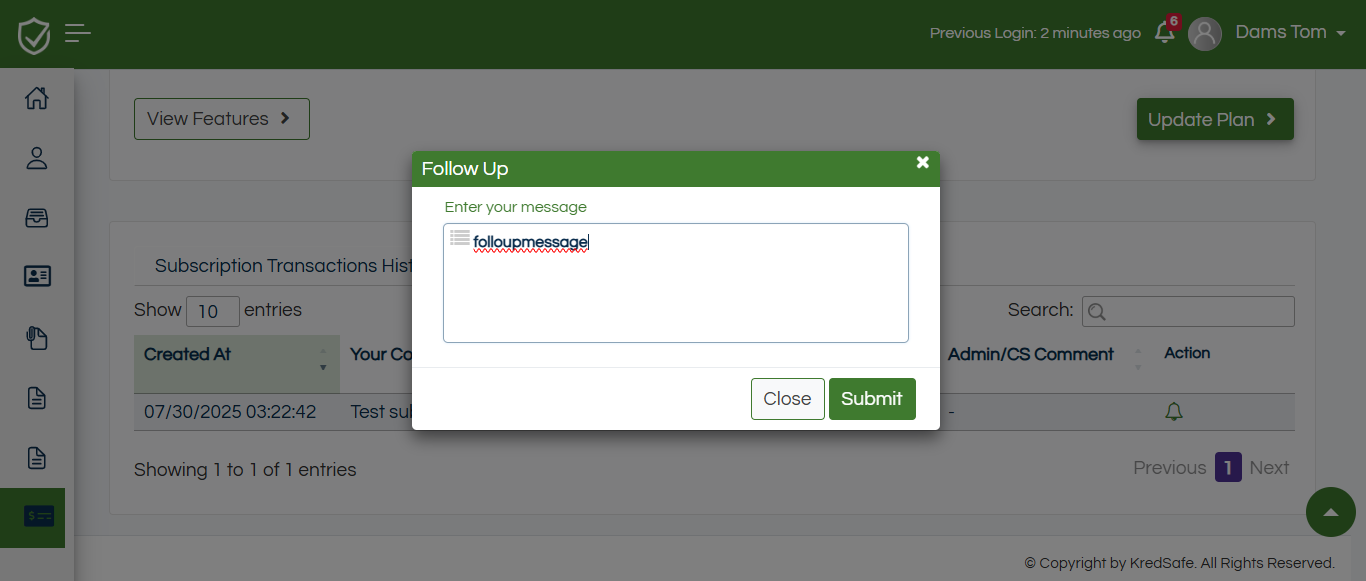 Previous Login: 2 minutes ago 6 Dams Tom
View Features
Update Plan
Follow Up
Enter your message
folloupmessage
Subscription Transactions Hist
Show 10 entries
Search:
Created At Your Co Admin/CS Comment Action
07/30/2025 03:22:42 Test sul -
Close Submit
Showing 1 to 1 of 1 entries
Previous 1 Next
© Copyright by KredSafe. All Rights Reserved.